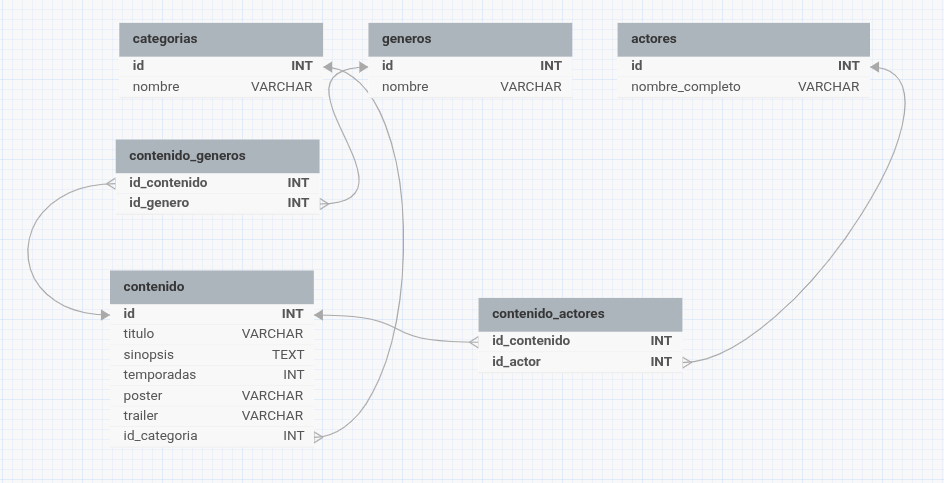 categorias
id INT
nombre VARCHAR
generos
id INT
nombre VARCHAR
actores
id INT
nombre_completo VARCHAR
contenido_generos
id_contenido INT
id_genero INT
contenido
id INT
titulo VARCHAR
sinopsis TEXT
temporadas INT
poster VARCHAR
trailer VARCHAR
id_categoria INT
contenido_actores
id_contenido INT
id_actor INT